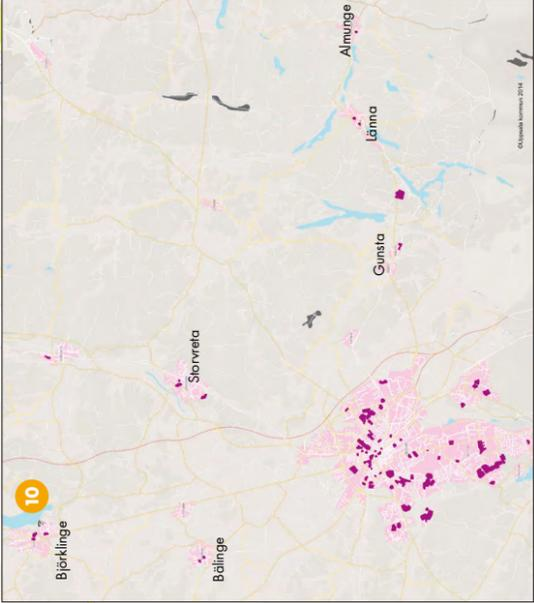 Almunge
Länna
©Uppsala kommun 2014
Gunsta
Storvreta
10
Björklinge
Bälinge